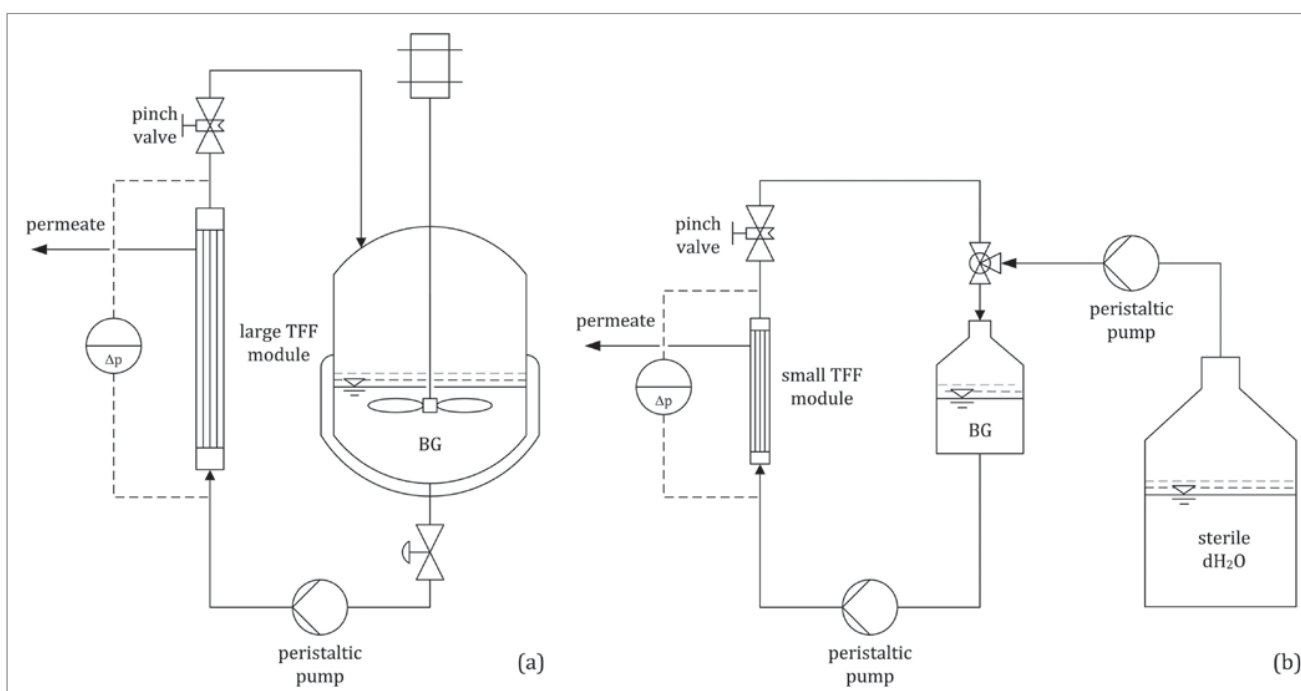 pinch
valve
permeate
Δp
large TFF
module
BG
peristaltic
pump
(a)
pinch
valve
permeate
Δp
small TFF
module
BG
peristaltic
pump
peristaltic
pump
sterile
dH₂O
(b)